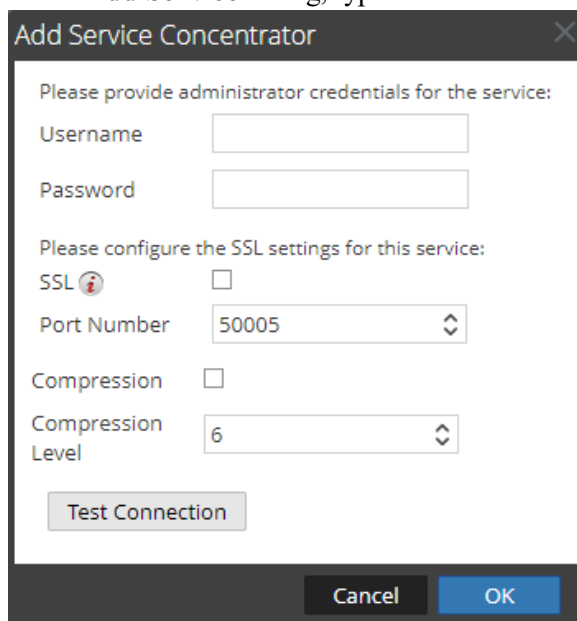 Add Service Concentrator
Please provide administrator credentials for the service:
Username
Password
Please configure the SSL settings for this service:
SSL
Port Number 50005
Compression
Compression
Level 6
Test Connection
Cancel OK